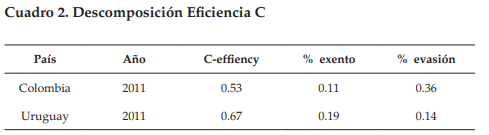 Cuadro 2. Descomposición Eficiencia C
País Año C-effiency % exento % evasión
Colombia 2011 0.53 0.11 0.36
Uruguay 2011 0.67 0.19 0.14